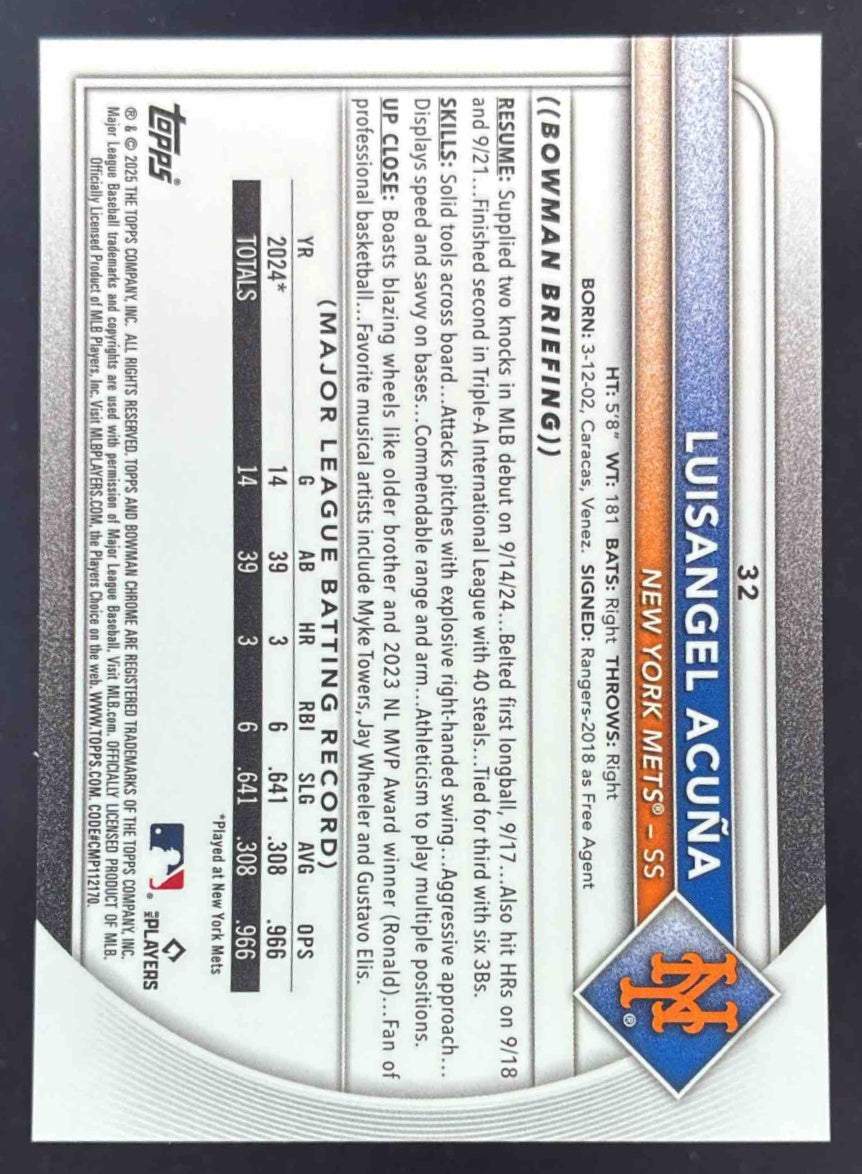 32
LUISANGEL ACUÑA
NEW YORK METS® – SS
HT: 5'8" WT: 181 BATS: Right THROWS: Right
BORN: 3-12-02, Caracas, Venez. SIGNED: Rangers-2018 as Free Agent
((BOWMAN BRIEFING))
RESUME: Supplied two knocks in MLB debut on 9/14/24...Belted first longball, 9/17...Also hit HRs on 9/18
and 9/21...Finished second in Triple-A International League with 40 steals...Tied for third with six 3Bs.
SKILLS: Solid tools across board...Attacks pitches with explosive right-handed swing...Aggressive approach...
Displays speed and savvy on bases...Commendable range and arm...Athleticism to play multiple positions.
UP CLOSE: Boasts blazing wheels like older brother and 2023 NL MVP Award winner (Ronald)...Fan of
professional basketball...Favorite musical artists include Myke Towers, Jay Wheeler and Gustavo Elis.
(MAJOR LEAGUE BATTING RECORD)
YR G AB HR RBI SLG AVG OPS
2024* 14 39 3 6 .641 .308 .966
TOTALS 14 39 3 6 .641 .308 .966
*Played at New York Mets
topps®
® & © 2025 THE TOPPS COMPANY, INC. ALL RIGHTS RESERVED. TOPPS AND BOWMAN CHROME ARE REGISTERED TRADEMARKS OF THE TOPPS COMPANY, INC.
Major League Baseball trademarks and copyrights are used with permission of Major League Baseball. Visit MLB.com. OFFICIALLY LICENSED PRODUCT OF MLB
Officially Licensed Product of MLB Players, Inc. Visit MLBPLAYERS.COM, the Players Choice on the web. WWW.TOPPS.COM. CODE#CMP112170.
MLB PLAYERS
NY®